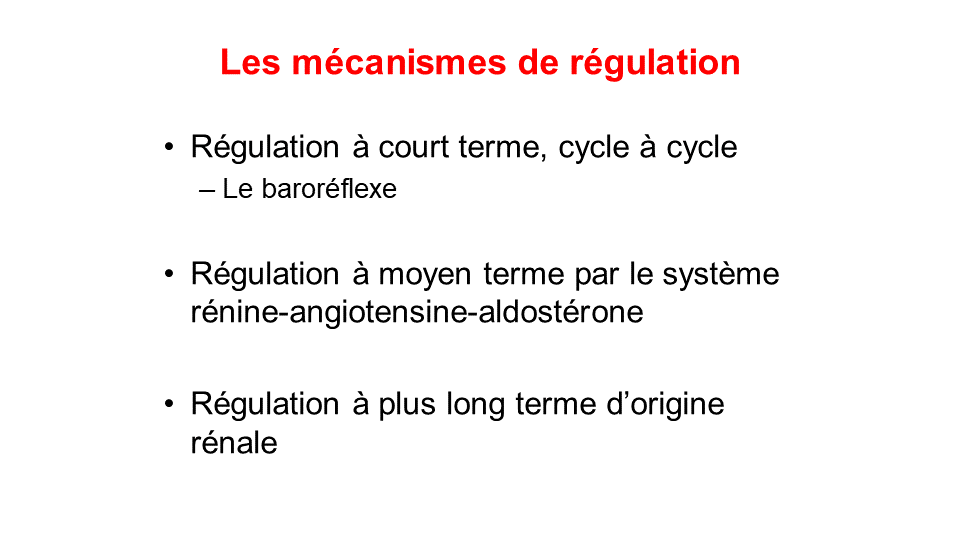 Les mécanismes de régulation
• Régulation à court terme, cycle à cycle
– Le baroréflexe
• Régulation à moyen terme par le système
rénine-angiotensine-aldostérone
• Régulation à plus long terme d’origine
rénale